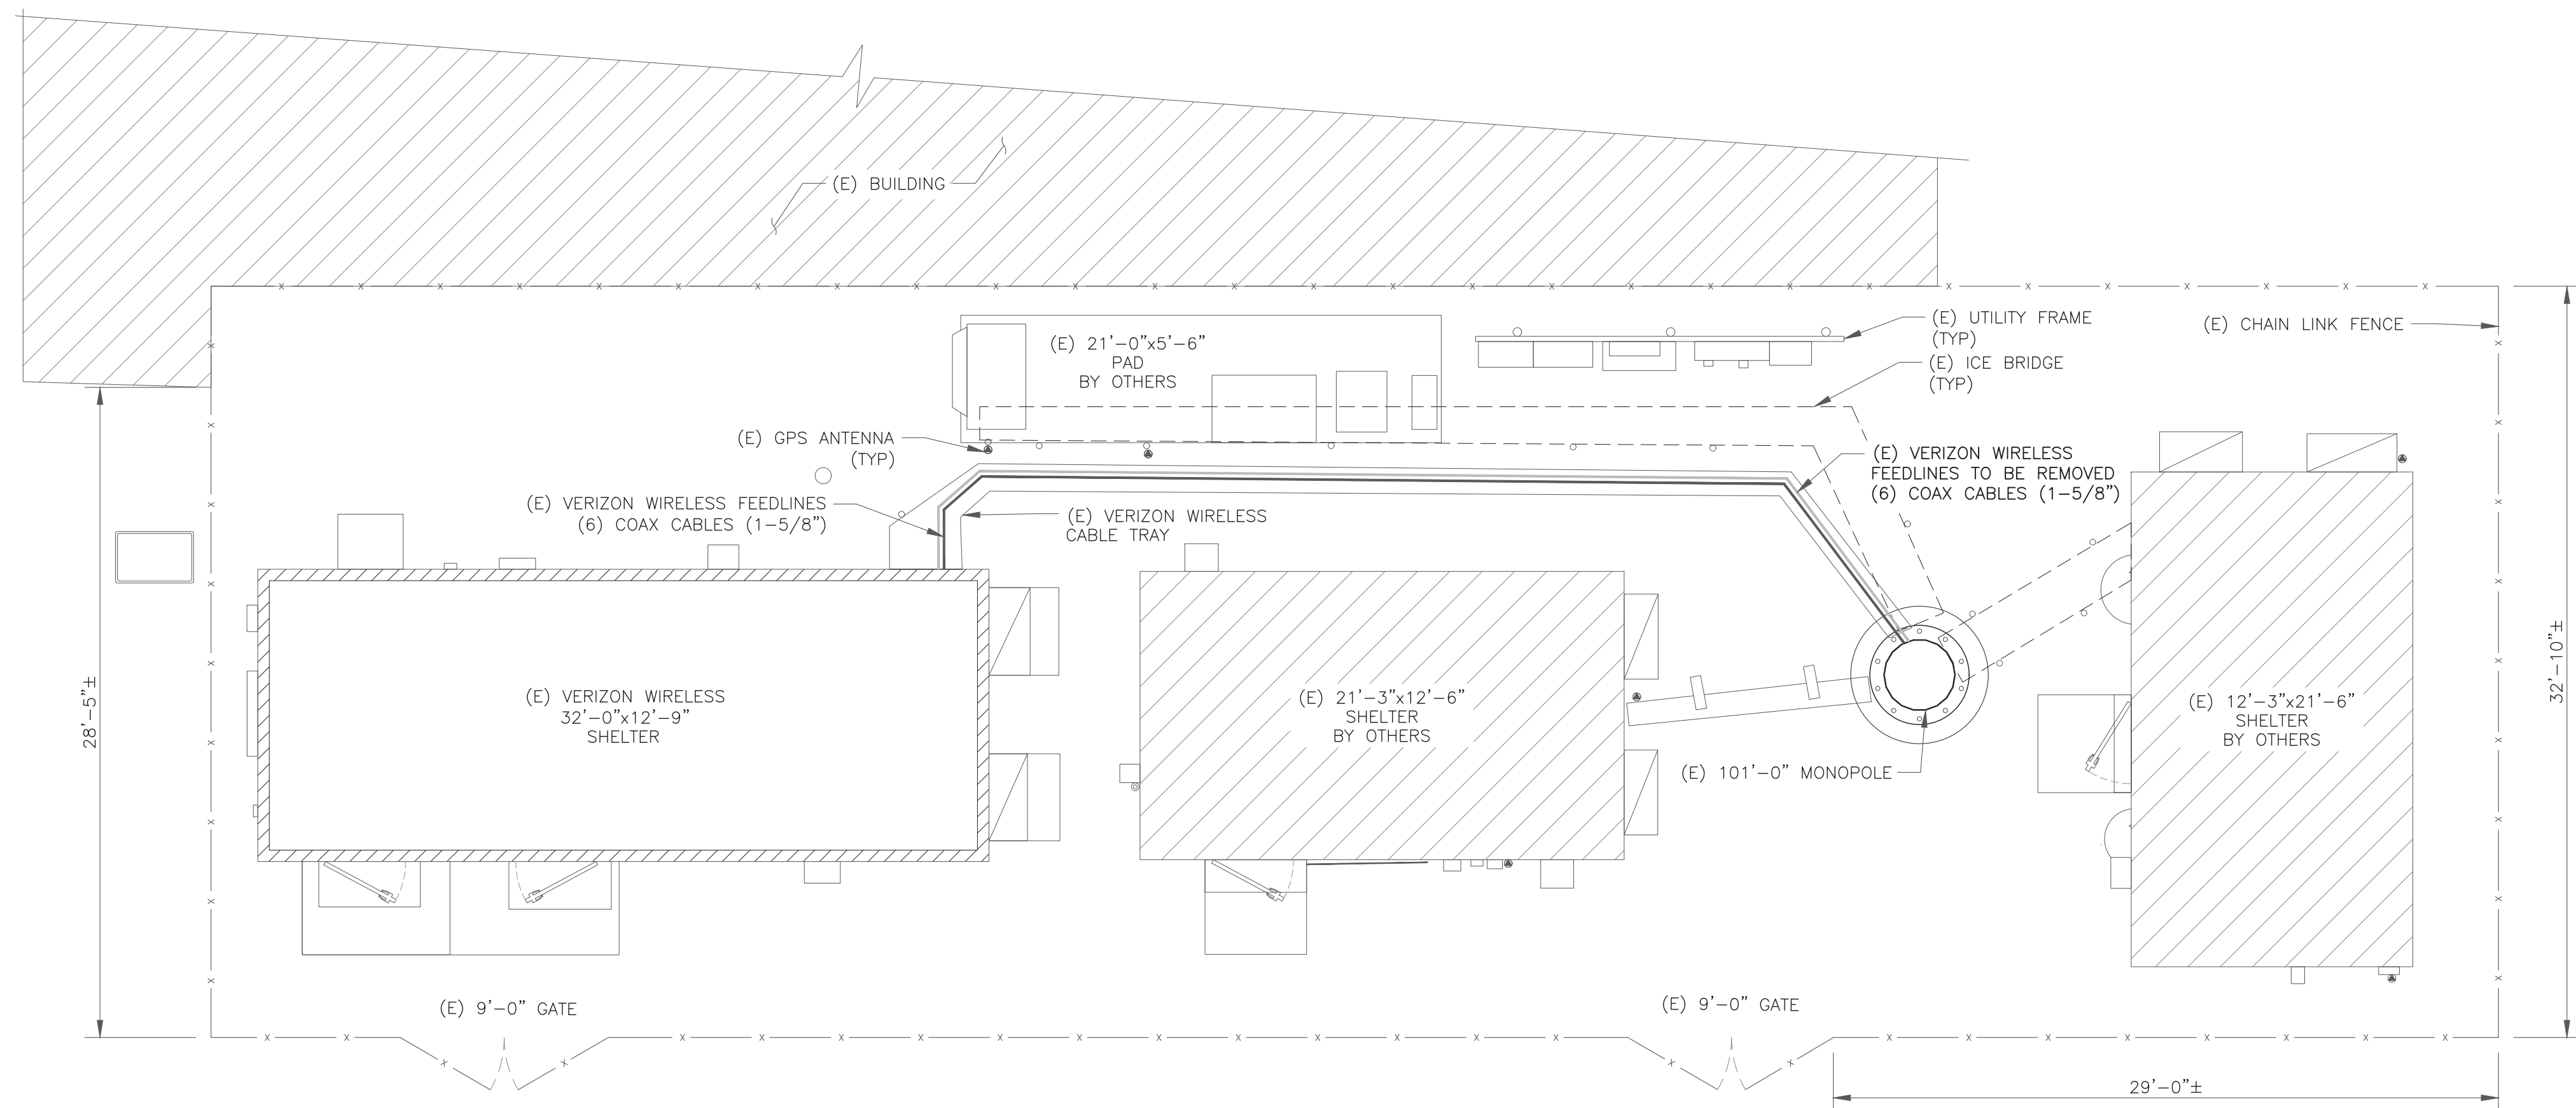 (E) BUILDING
(E) UTILITY FRAME
(TYP)
(E) CHAIN LINK FENCE
(E) 21'-0"x5'-6"
PAD
BY OTHERS
(E) ICE BRIDGE
(TYP)
(E) GPS ANTENNA
(TYP)
(E) VERIZON WIRELESS
FEEDLINES TO BE REMOVED
(6) COAX CABLES (1-5/8")
(E) VERIZON WIRELESS FEEDLINES
(6) COAX CABLES (1-5/8")
(E) VERIZON WIRELESS
CABLE TRAY
28'-5"±
(E) VERIZON WIRELESS
32'-0"x12'-9"
SHELTER
(E) 21'-3"x12'-6"
SHELTER
BY OTHERS
(E) 12'-3"x21'-6"
SHELTER
BY OTHERS
32'-10"±
(E) 101'-0" MONOPOLE
(E) 9'-0" GATE
(E) 9'-0" GATE
29'-0"±